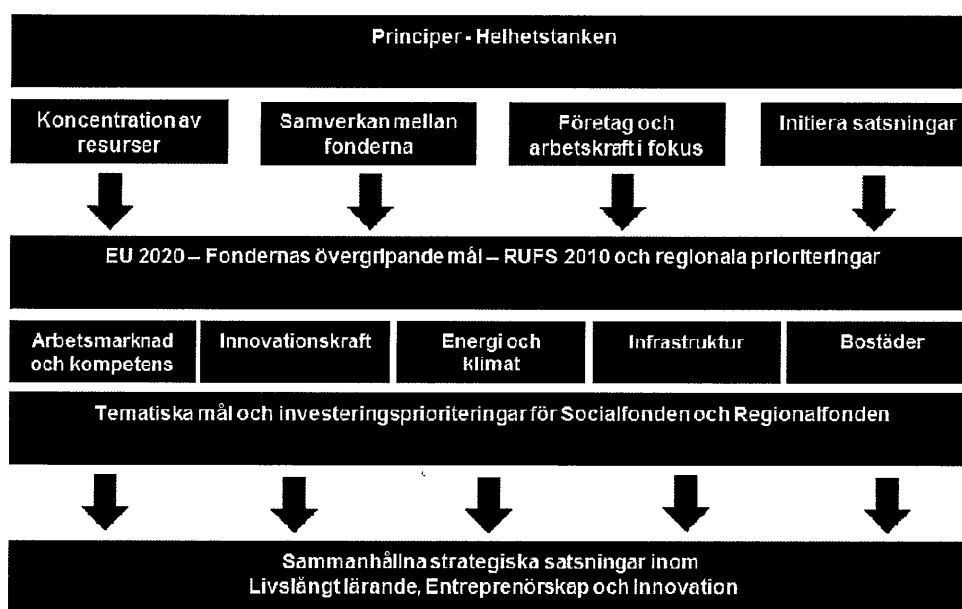 Principer - Helhetstanken
Koncentration av
resurser
Samverkan mellan
fonderna
Företag och
arbetskraft i fokus
Initiera satsningar
EU 2020 – Fondernas övergripande mål – RUFS 2010 och regionala prioriteringar
Arbetsmarknad
och kompetens
Innovationskraft
Energi och
klimat
Infrastruktur
Bostäder
Tematiska mål och investeringsprioriteringar för Socialfonden och Regionalfonden
Sammanhållna strategiska satsningar inom
Livslångt lärande, Entreprenörskap och Innovation